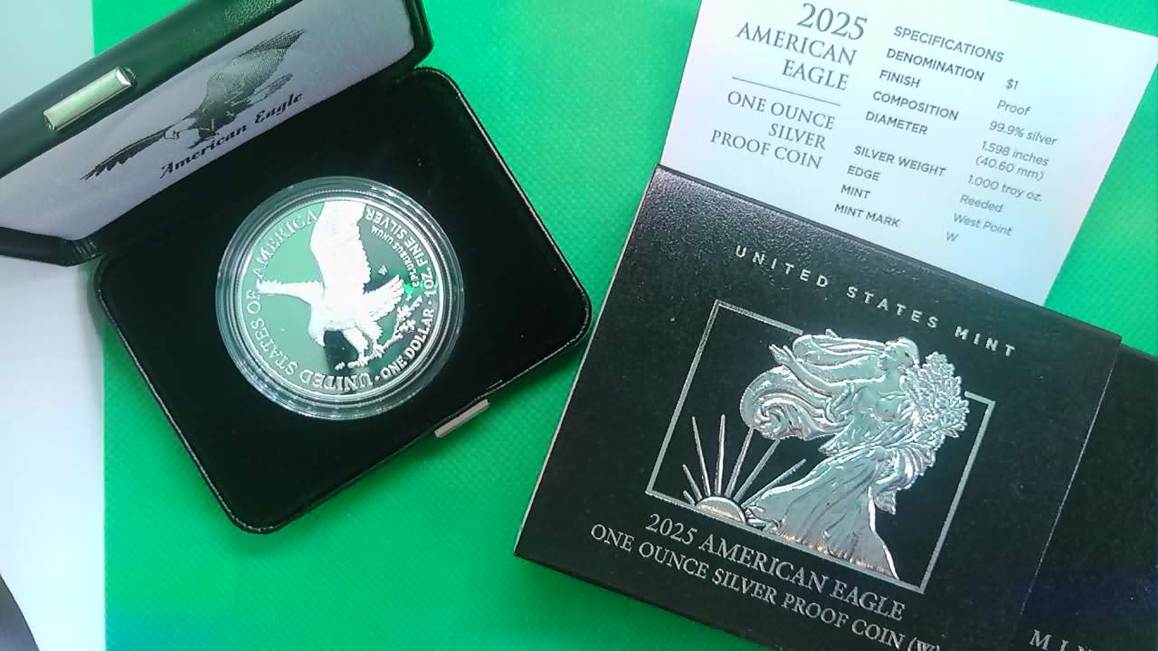 American Eagle
UNITED STATES OF AMERICA
1 OZ. FINE SILVER · ONE DOLLAR
E PLURIBUS UNUM
W
2025
AMERICAN
EAGLE
ONE OUNCE
SILVER
PROOF COIN
SPECIFICATIONS
DENOMINATION $1
FINISH Proof
COMPOSITION 99.9% silver
DIAMETER 1.598 inches
(40.60 mm)
SILVER WEIGHT 1.000 troy oz.
EDGE Reeded
MINT West Point
MINT MARK W
UNITED STATES MINT
2025 AMERICAN EAGLE
ONE OUNCE SILVER PROOF COIN (W)